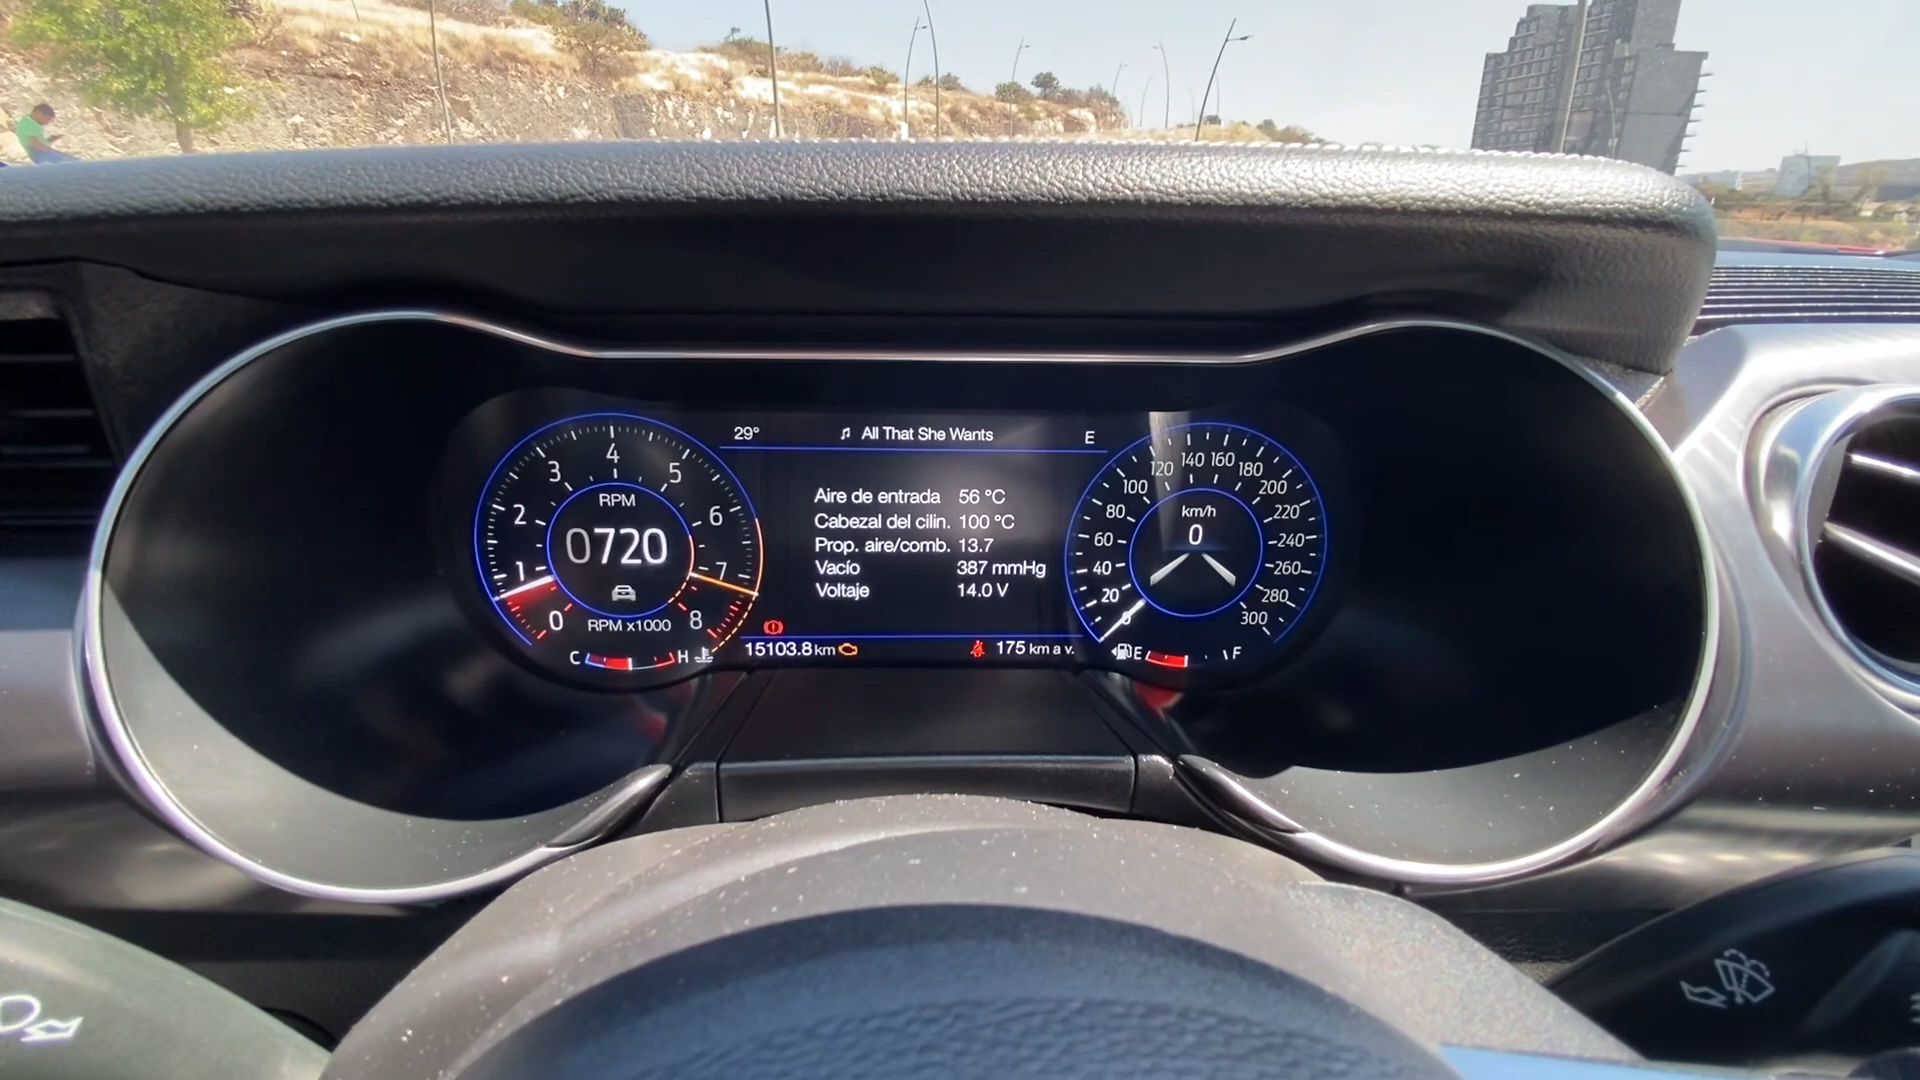 29° All That She Wants E
4
3 5
2 6
1 7
0 8
RPM
0720
RPM x1000
C H
Aire de entrada 56 °C
Cabezal del cilin. 100 °C
Prop. aire/comb. 13.7
Vacío 387 mmHg
Voltaje 14.0 V
15103.8 km 175 km a v.
120 140 160 180
100 200
80 220
60 240
40 260
20 280
0 300
km/h
0
E F